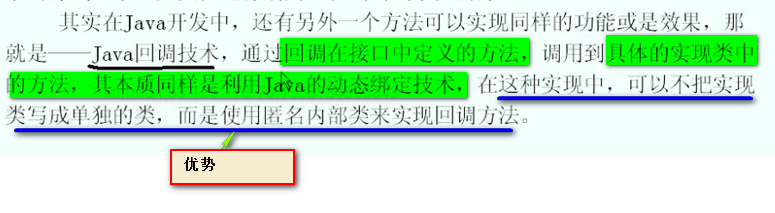 其实在Java开发中，还有另外一个方法可以实现同样的功能或是效果，那
就是——Java回调技术，通过回调在接口中定义的方法，调用到具体的实现类中
的方法，其本质同样是利用Java的动态绑定技术，在这种实现中，可以不把实现
类写成单独的类，而是使用匿名内部类来实现回调方法。
优势